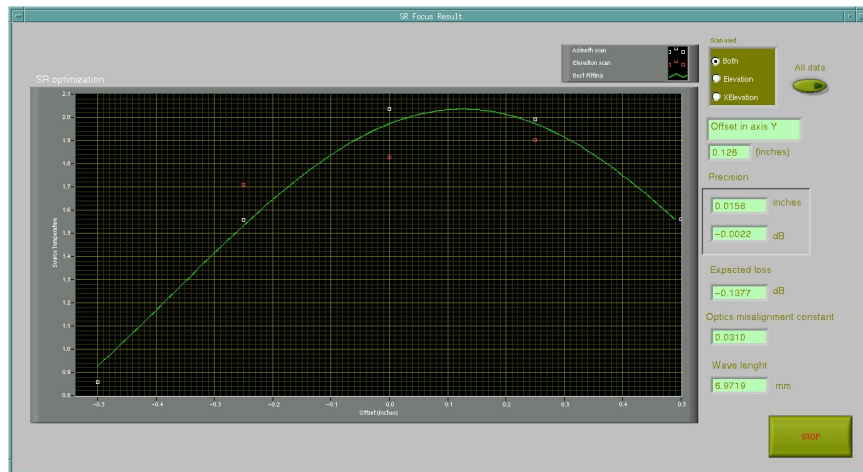 SR Focus Result
Azimuth scan
Elevation scan
Best Fitting
SR optimization
2.1
2.0
1.9
1.8
1.7
1.6
1.5
1.4
1.3
1.2
1.1
1.0
0.9
0.8
Source temperature
-0.5 -0.4 -0.3 -0.2 -0.1 0.0 0.1 0.2 0.3 0.4 0.5
Offset (inches)
Scan used
Both
Elevation
XElevation
All data
Offset in axis Y
0.126 (inches)
Precision
0.0158 inches
-0.0022 dB
Expected loss
-0.1377 dB
Optics misalignment constant
0.0310
Wave lenght
6.9719 mm
STOP